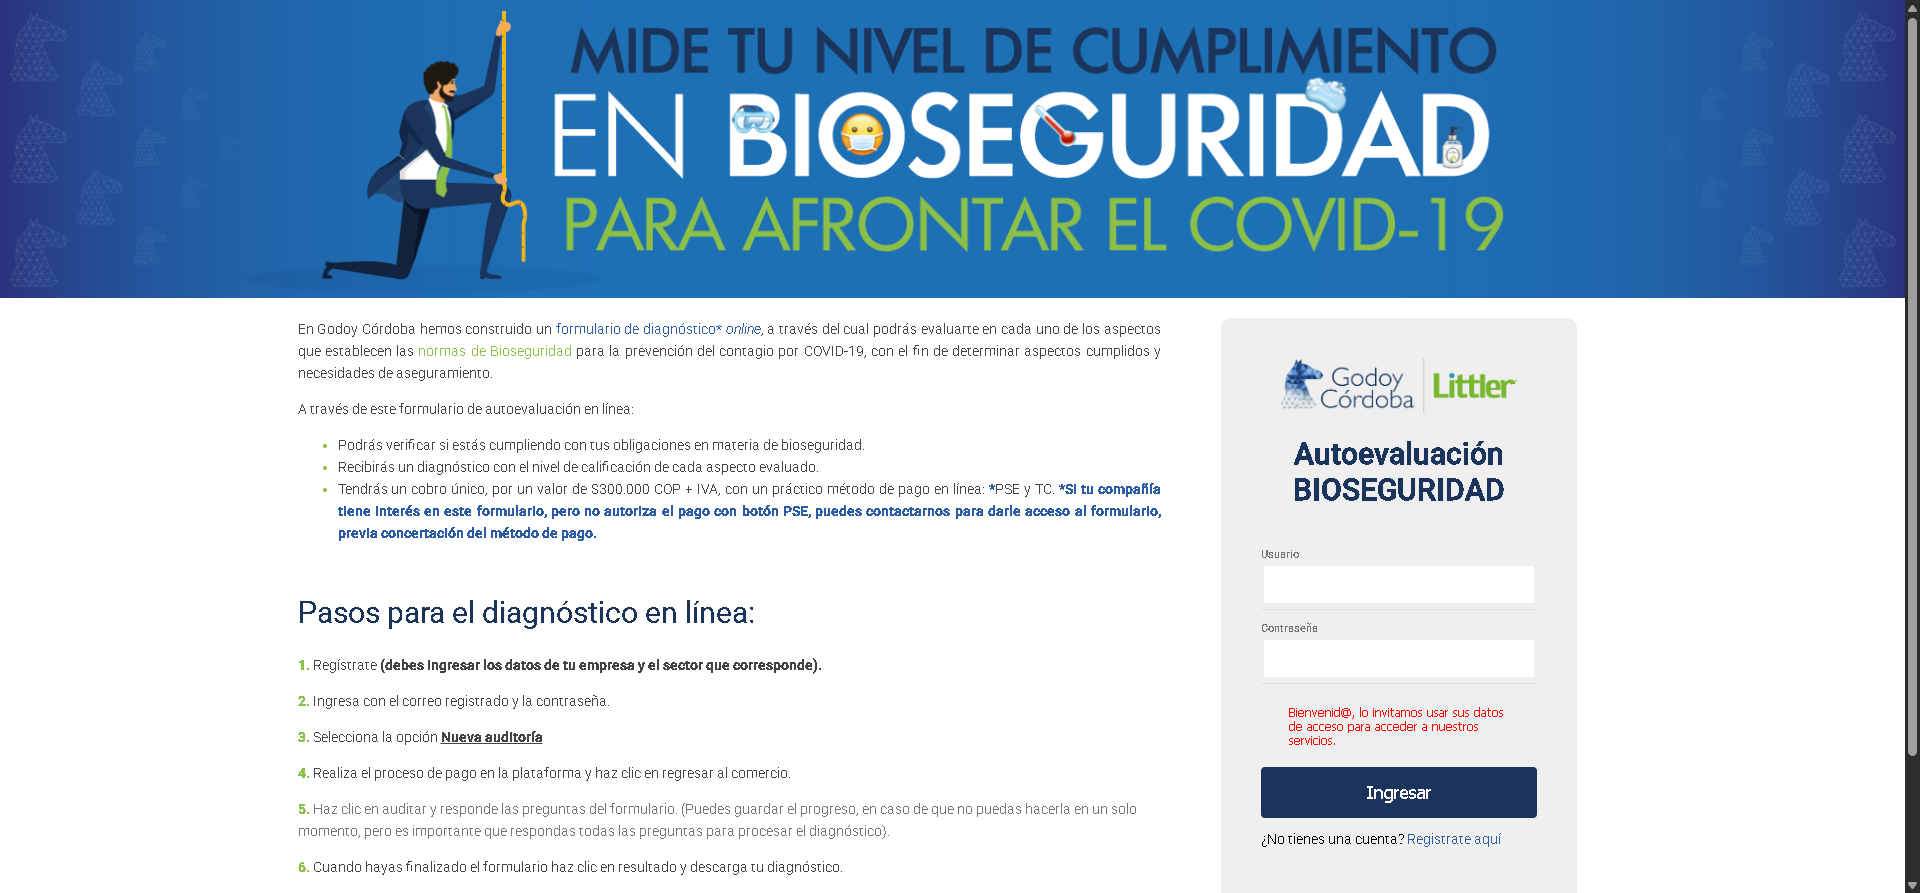 MIDE TU NIVEL DE CUMPLIMIENTO
EN BIOSEGURIDAD
PARA AFRONTAR EL COVID-19
En Godoy Córdoba hemos construido un formulario de diagnóstico* online, a través del cual podrás evaluarte en cada uno de los aspectos
que establecen las normas de Bioseguridad para la prevención del contagio por COVID-19, con el fin de determinar aspectos cumplidos y
necesidades de aseguramiento.
A través de este formulario de autoevaluación en línea:
• Podrás verificar si estás cumpliendo con tus obligaciones en materia de bioseguridad.
• Recibirás un diagnóstico con el nivel de calificación de cada aspecto evaluado.
• Tendrás un cobro único, por un valor de $300.000 COP + IVA, con un práctico método de pago en línea: *PSE y TC. *Si tu compañía
tiene interés en este formulario, pero no autoriza el pago con botón PSE, puedes contactarnos para darle acceso al formulario,
previa concertación del método de pago.
Pasos para el diagnóstico en línea:
1. Regístrate (debes ingresar los datos de tu empresa y el sector que corresponde).
2. Ingresa con el correo registrado y la contraseña.
3. Selecciona la opción Nueva auditoría
4. Realiza el proceso de pago en la plataforma y haz clic en regresar al comercio.
5. Haz clic en auditar y responde las preguntas del formulario. (Puedes guardar el progreso, en caso de que no puedas hacerla en un solo
momento, pero es importante que respondas todas las preguntas para procesar el diagnóstico).
6. Cuando hayas finalizado el formulario haz clic en resultado y descarga tu diagnóstico.
Godoy
Córdoba
Littler
Autoevaluación
BIOSEGURIDAD
Usuario
Contraseña
Bienvenid@, lo invitamos usar sus datos
de acceso para acceder a nuestros
servicios.
Ingresar
¿No tienes una cuenta? Registrate aquí